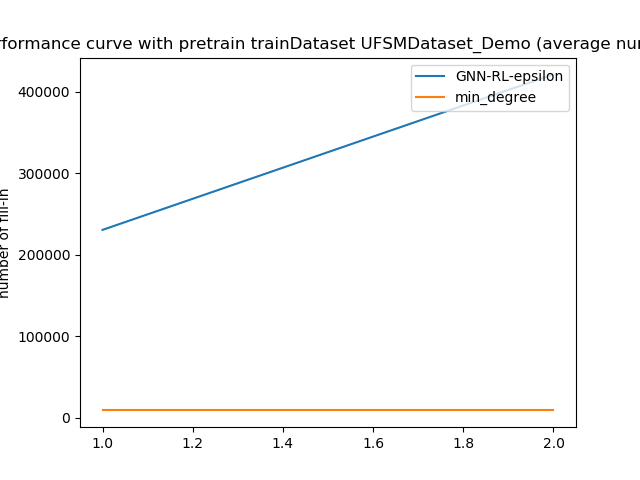 rformance curve with pretrain trainDataset UFSMDataset_Demo (average num
GNN-RL-epsilon
min_degree
number of fill-in
400000
300000
200000
100000
0
1.0 1.2 1.4 1.6 1.8 2.0